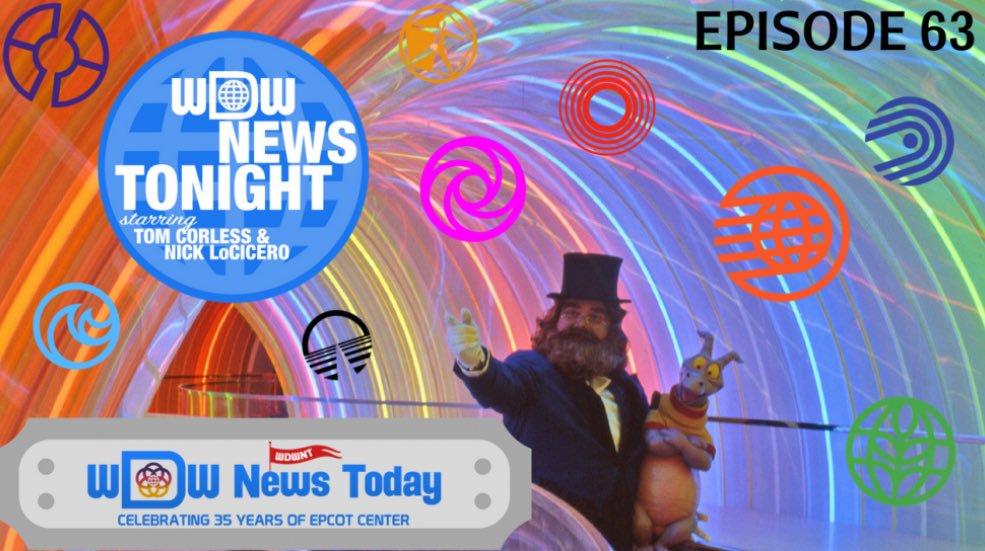 EPISODE 63
WDW
NEWS
TONIGHT
starring
TOM CORLESS &
NICK LoCICERO
WDWNT
WDW News Today
CELEBRATING 35 YEARS OF EPCOT CENTER